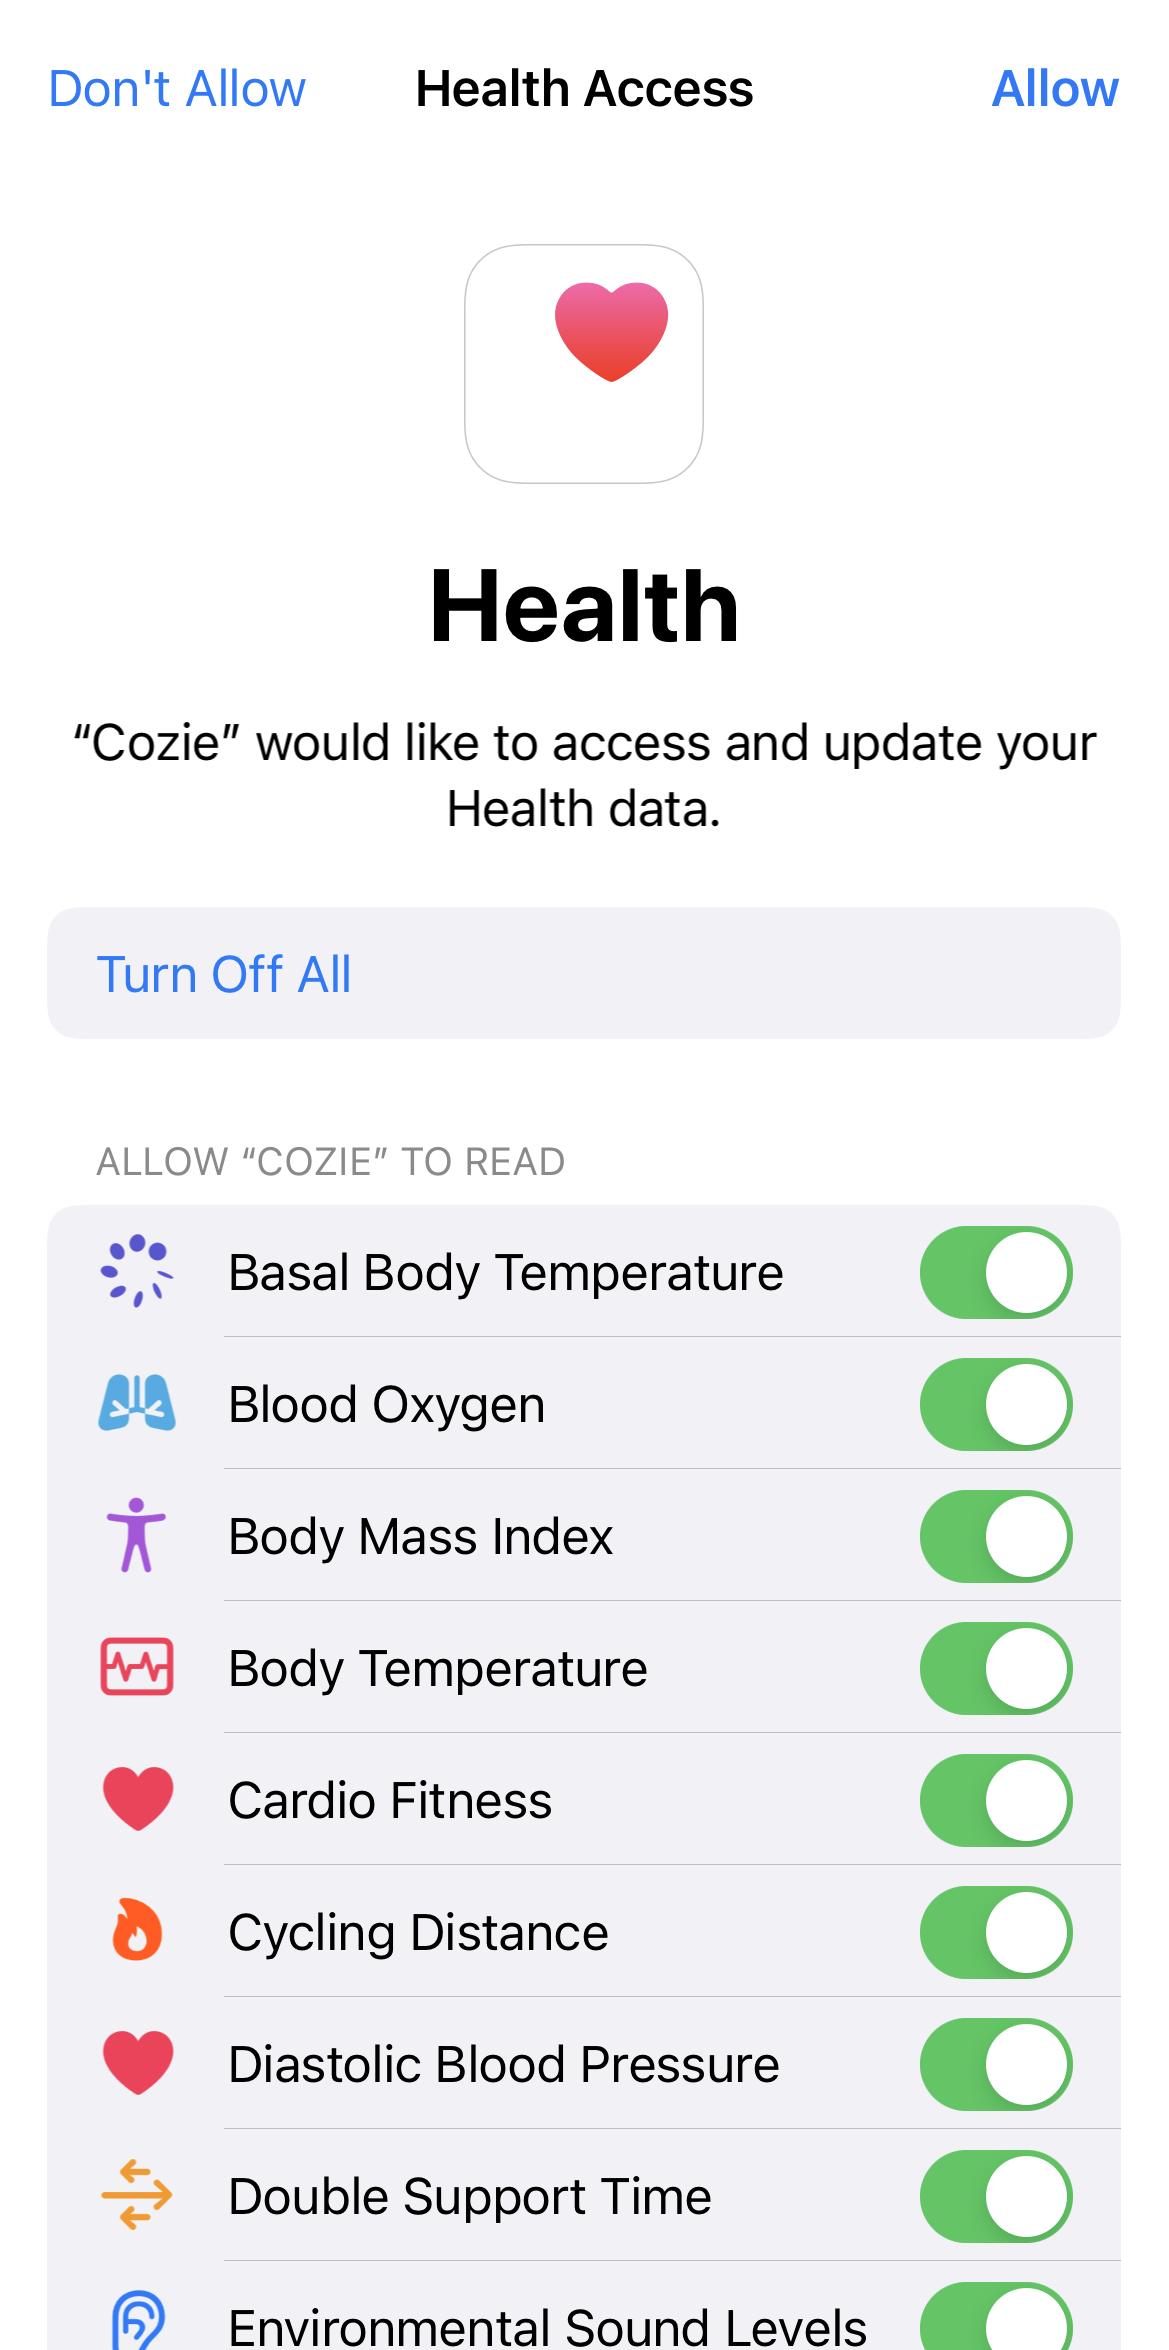 Don't Allow
Health Access
Allow
Health
“Cozie” would like to access and update your
Health data.
Turn Off All
ALLOW “COZIE” TO READ
Basal Body Temperature
Blood Oxygen
Body Mass Index
Body Temperature
Cardio Fitness
Cycling Distance
Diastolic Blood Pressure
Double Support Time
Environmental Sound Levels